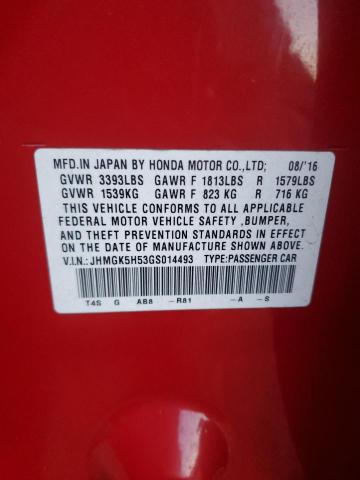 MFD.IN JAPAN BY HONDA MOTOR CO.,LTD; 08/'16
GVWR 3393LBS GAWR F 1813LBS R 1579LBS
GVWR 1539KG GAWR F 823 KG R 716 KG
THIS VEHICLE CONFORMS TO ALL APPLICABLE
FEDERAL MOTOR VEHICLE SAFETY ,BUMPER,
AND THEFT PREVENTION STANDARDS IN EFFECT
ON THE DATE OF MANUFACTURE SHOWN ABOVE.
V.I.N.:JHMGK5H53GS014493 TYPE:PASSENGER CAR
T4S G AB8 -R81 -A -S